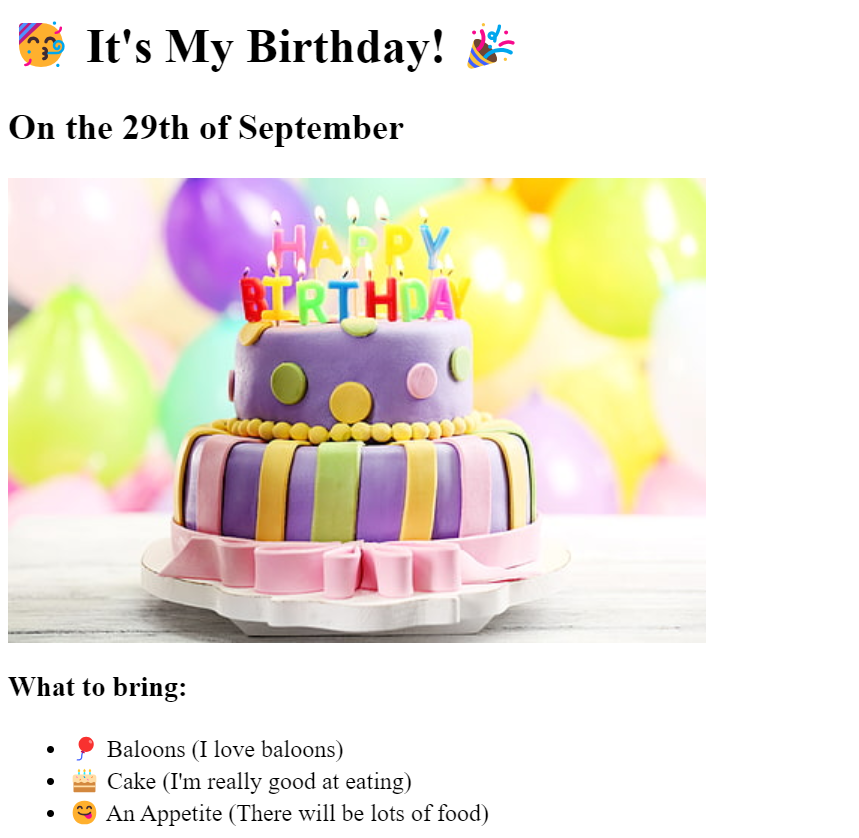 🥳 It's My Birthday! 🎉
On the 29th of September
HAPPY
BIRTHDAY
What to bring:
• 🎈 Baloons (I love baloons)
• 🎂 Cake (I'm really good at eating)
• 😋 An Appetite (There will be lots of food)